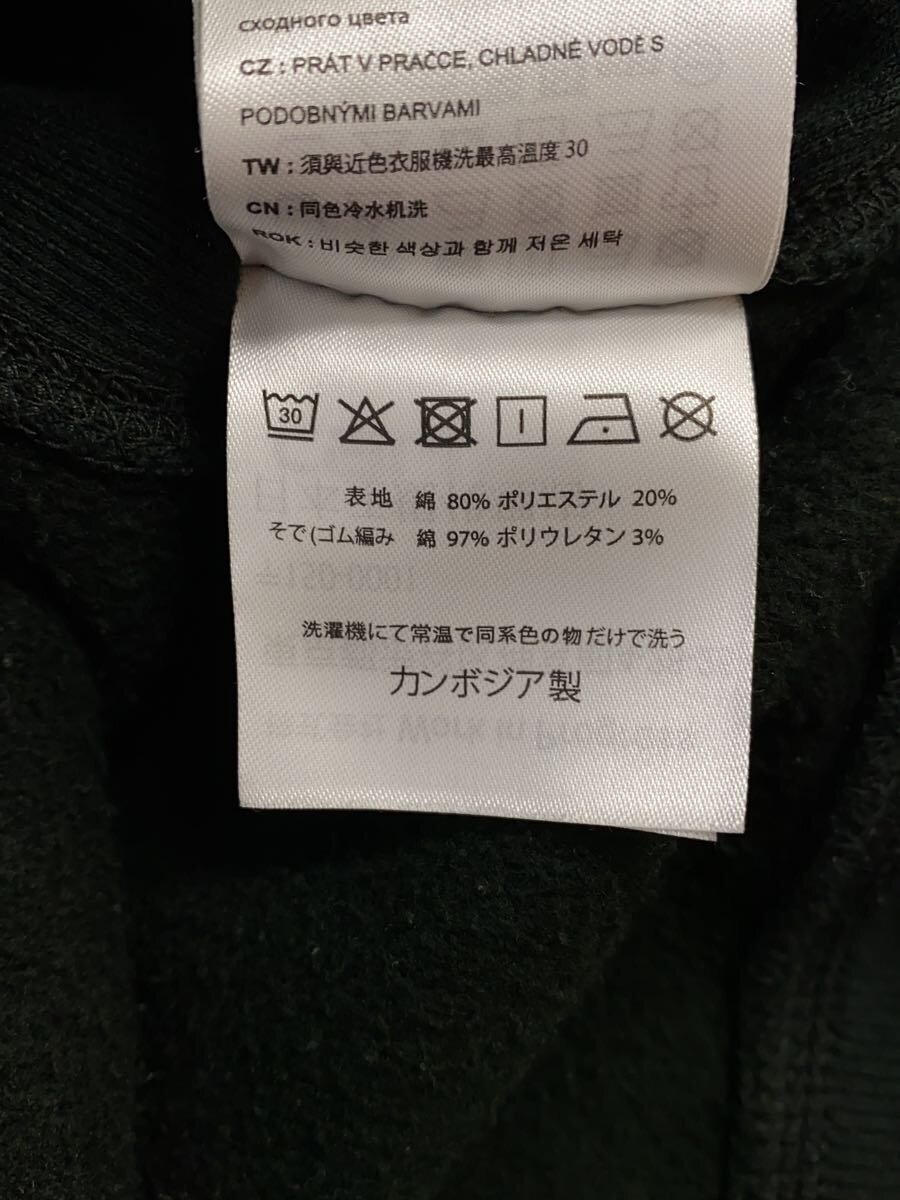 сходного цвета
CZ : PRÁT V PRAČCE, CHLADNÉ VODĚ S
PODOBNÝMI BARVAMI
TW : 須與近色衣服機洗最高溫度 30
CN : 同色冷水机洗
ROK : 비슷한 색상과 함께 저온 세탁
30
表地 綿 80% ポリエステル 20%
そで(ゴム編み 綿 97% ポリウレタン 3%
洗濯機にて常温で同系色の物だけで洗う
カンボジア製